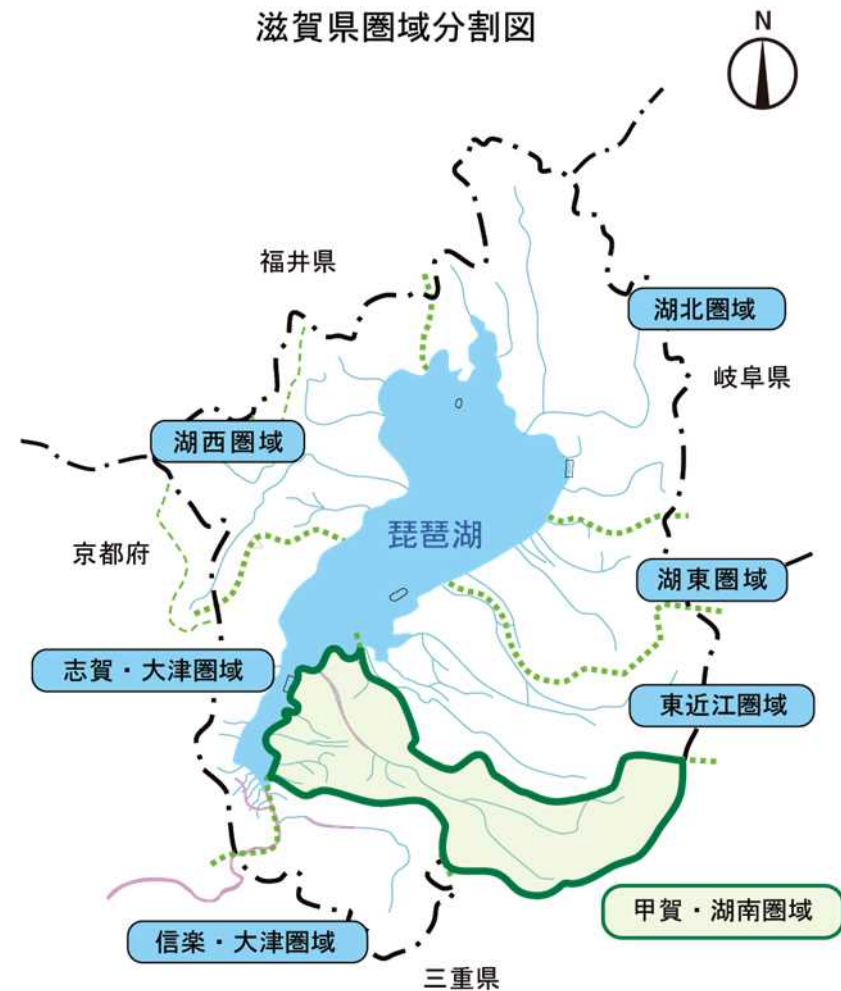 滋賀県圏域分割図
N
福井県
湖北圏域
岐阜県
湖西圏域
琵琶湖
京都府
湖東圏域
志賀・大津圏域
東近江圏域
甲賀・湖南圏域
信楽・大津圏域
三重県